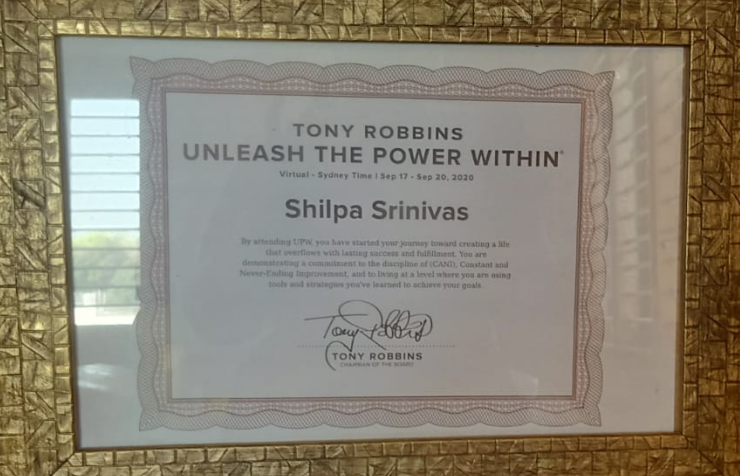 TONY ROBBINS
UNLEASH THE POWER WITHIN®
Virtual - Sydney Time | Sep 17 - Sep 20, 2020
Shilpa Srinivas
By attending UPW, you have started your journey toward creating a life
that overflows with lasting success and fulfillment. You are
demonstrating a commitment to the discipline of (CANI), Constant and
Never-Ending Improvement, and to living at a level where you are using
tools and strategies you've learned to achieve your goals.
Tony Robbins
TONY ROBBINS
CHAIRMAN OF THE BOARD